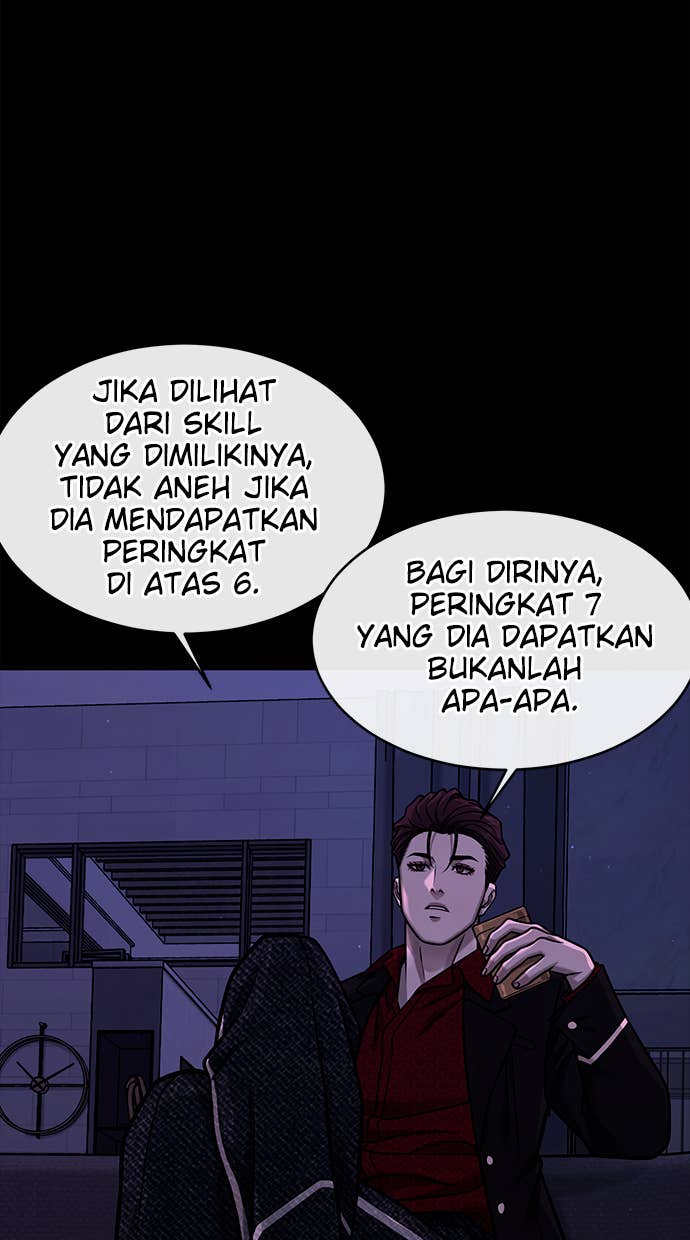 JIKA DILIHAT
DARI SKILL
YANG DIMILIKINYA,
TIDAK ANEH JIKA
DIA MENDAPATKAN
PERINGKAT
DI ATAS 6.
BAGI DIRINYA,
PERINGKAT 7
YANG DIA DAPATKAN
BUKANLAH
APA-APA.